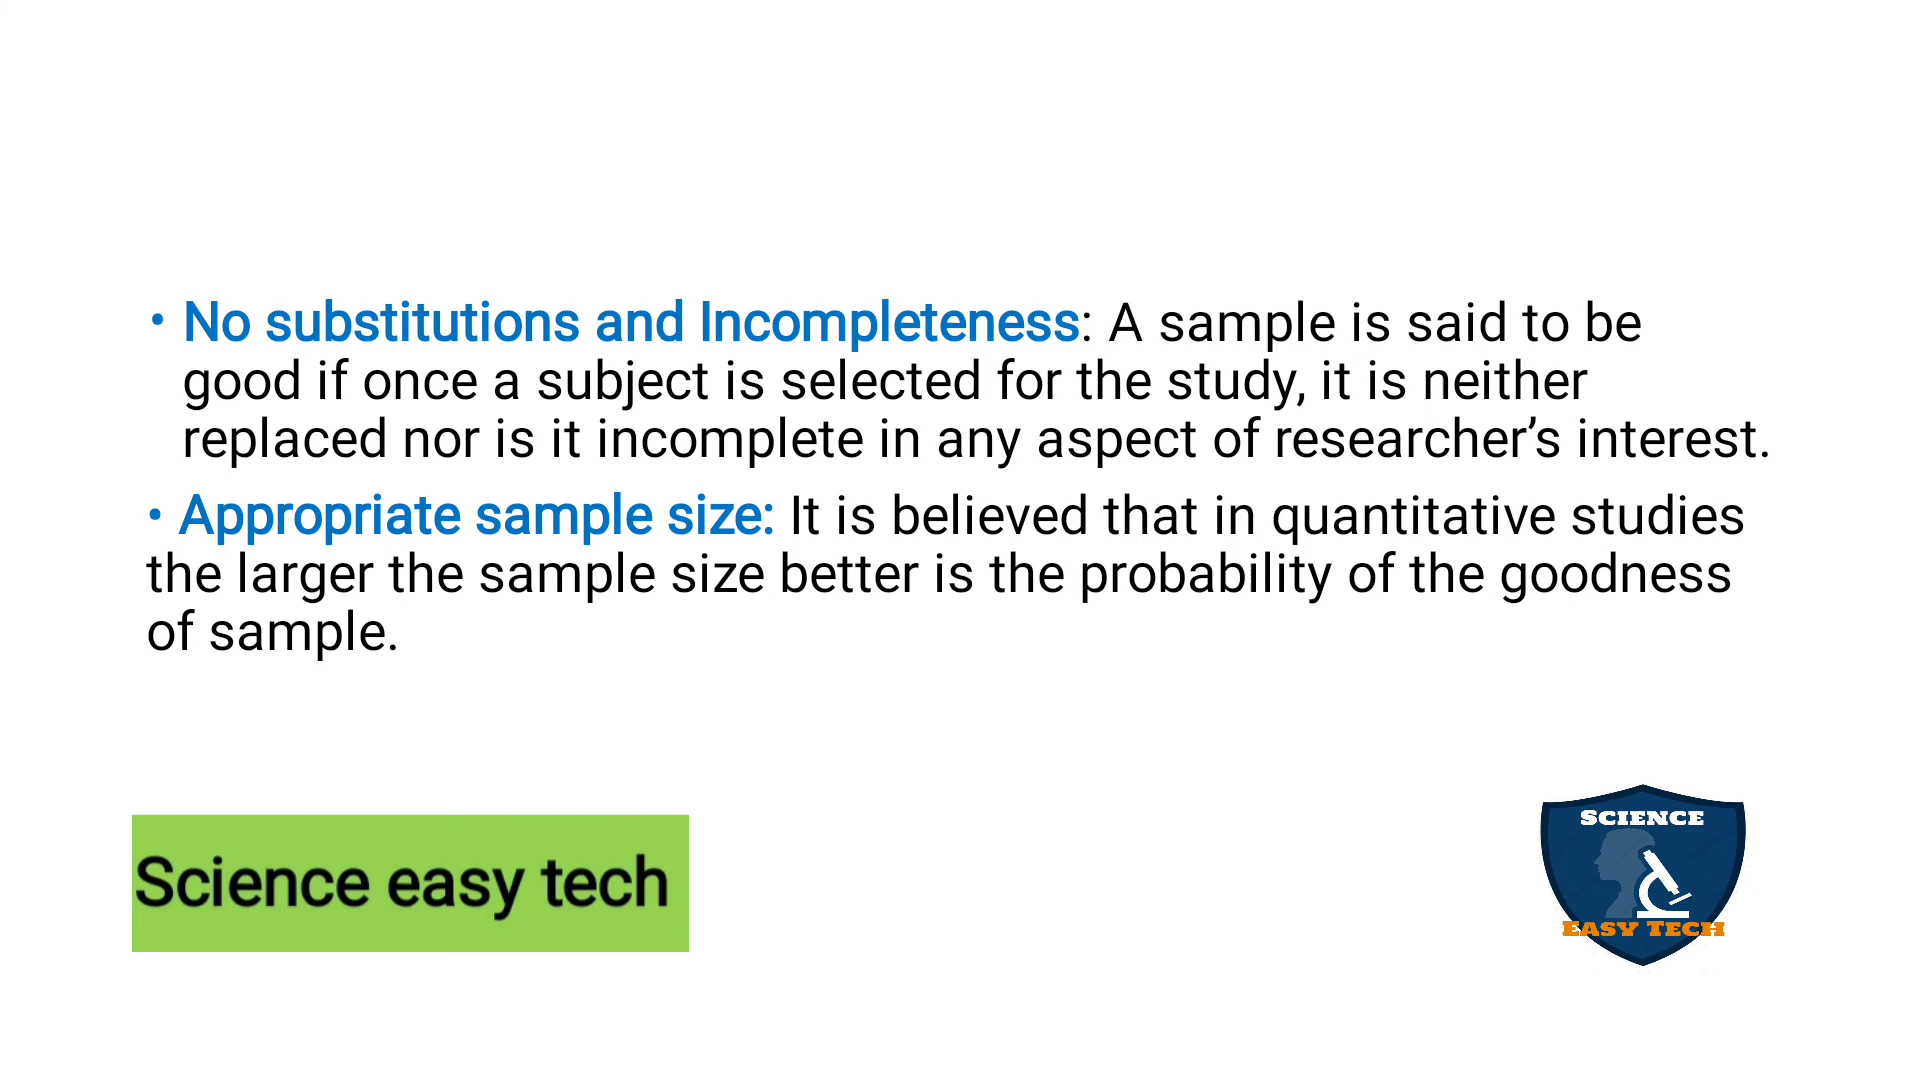 • No substitutions and Incompleteness: A sample is said to be
good if once a subject is selected for the study, it is neither
replaced nor is it incomplete in any aspect of researcher’s interest.
• Appropriate sample size: It is believed that in quantitative studies
the larger the sample size better is the probability of the goodness
of sample.
Science easy tech
SCIENCE
EASY TECH